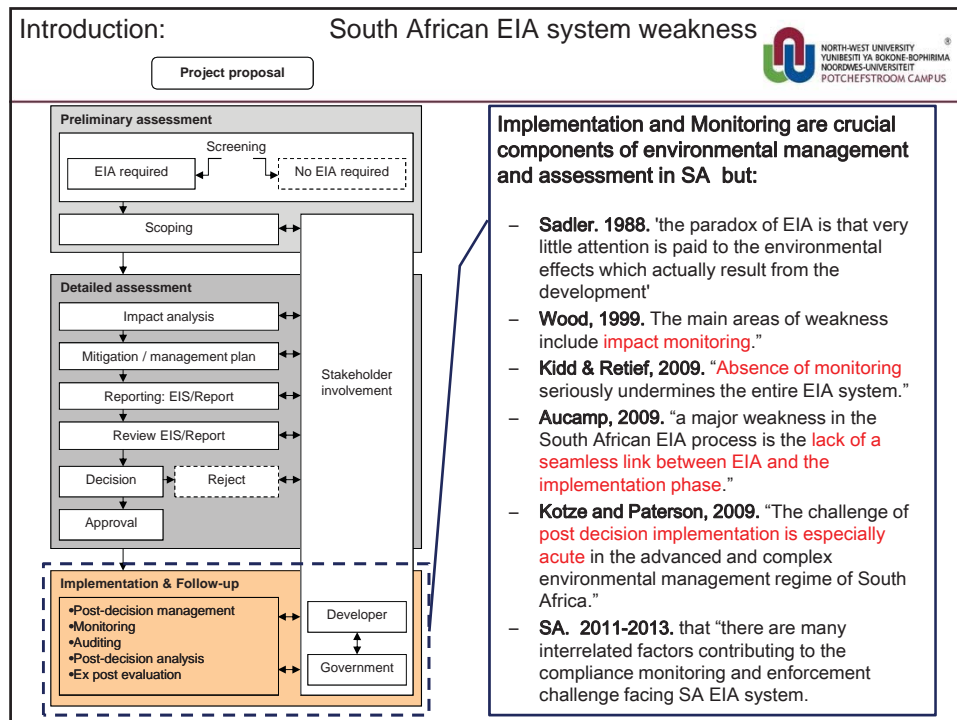 Introduction: South African EIA system weakness
NORTH-WEST UNIVERSITY ®
YUNIBESITI YA BOKONE-BOPHIRIMA
NOORDWES-UNIVERSITEIT
POTCHEFSTROOM CAMPUS
Project proposal
Preliminary assessment
Screening
EIA required
No EIA required
Scoping
Detailed assessment
Impact analysis
Mitigation / management plan
Reporting: EIS/Report
Review EIS/Report
Decision
Reject
Approval
Stakeholder
involvement
Implementation & Follow-up
•Post-decision management
•Monitoring
•Auditing
•Post-decision analysis
•Ex post evaluation
Developer
Government
Implementation and Monitoring are crucial
components of environmental management
and assessment in SA but:
– Sadler. 1988. 'the paradox of EIA is that very
little attention is paid to the environmental
effects which actually result from the
development'
– Wood, 1999. The main areas of weakness
include impact monitoring.”
– Kidd & Retief, 2009. “Absence of monitoring
seriously undermines the entire EIA system.”
– Aucamp, 2009. “a major weakness in the
South African EIA process is the lack of a
seamless link between EIA and the
implementation phase.”
– Kotze and Paterson, 2009. “The challenge of
post decision implementation is especially
acute in the advanced and complex
environmental management regime of South
Africa.”
– SA. 2011-2013. that “there are many
interrelated factors contributing to the
compliance monitoring and enforcement
challenge facing SA EIA system.